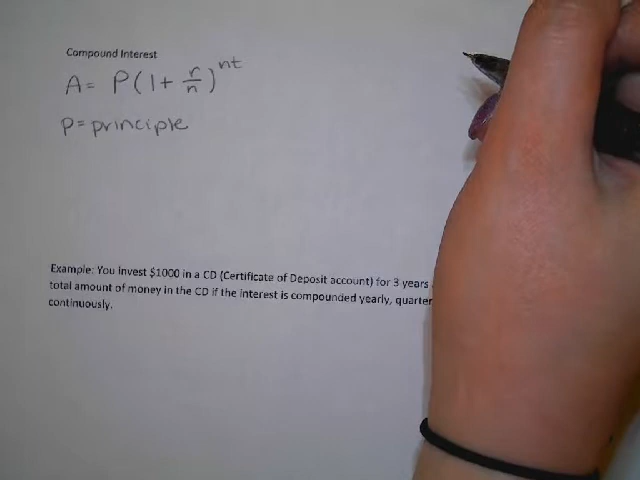 Compound Interest
A = P(1 + r/n)^nt
P = principle
Example: You invest $1000 in a CD (Certificate of Deposit account) for 3 years
total amount of money in the CD if the interest is compounded yearly,
continuously.